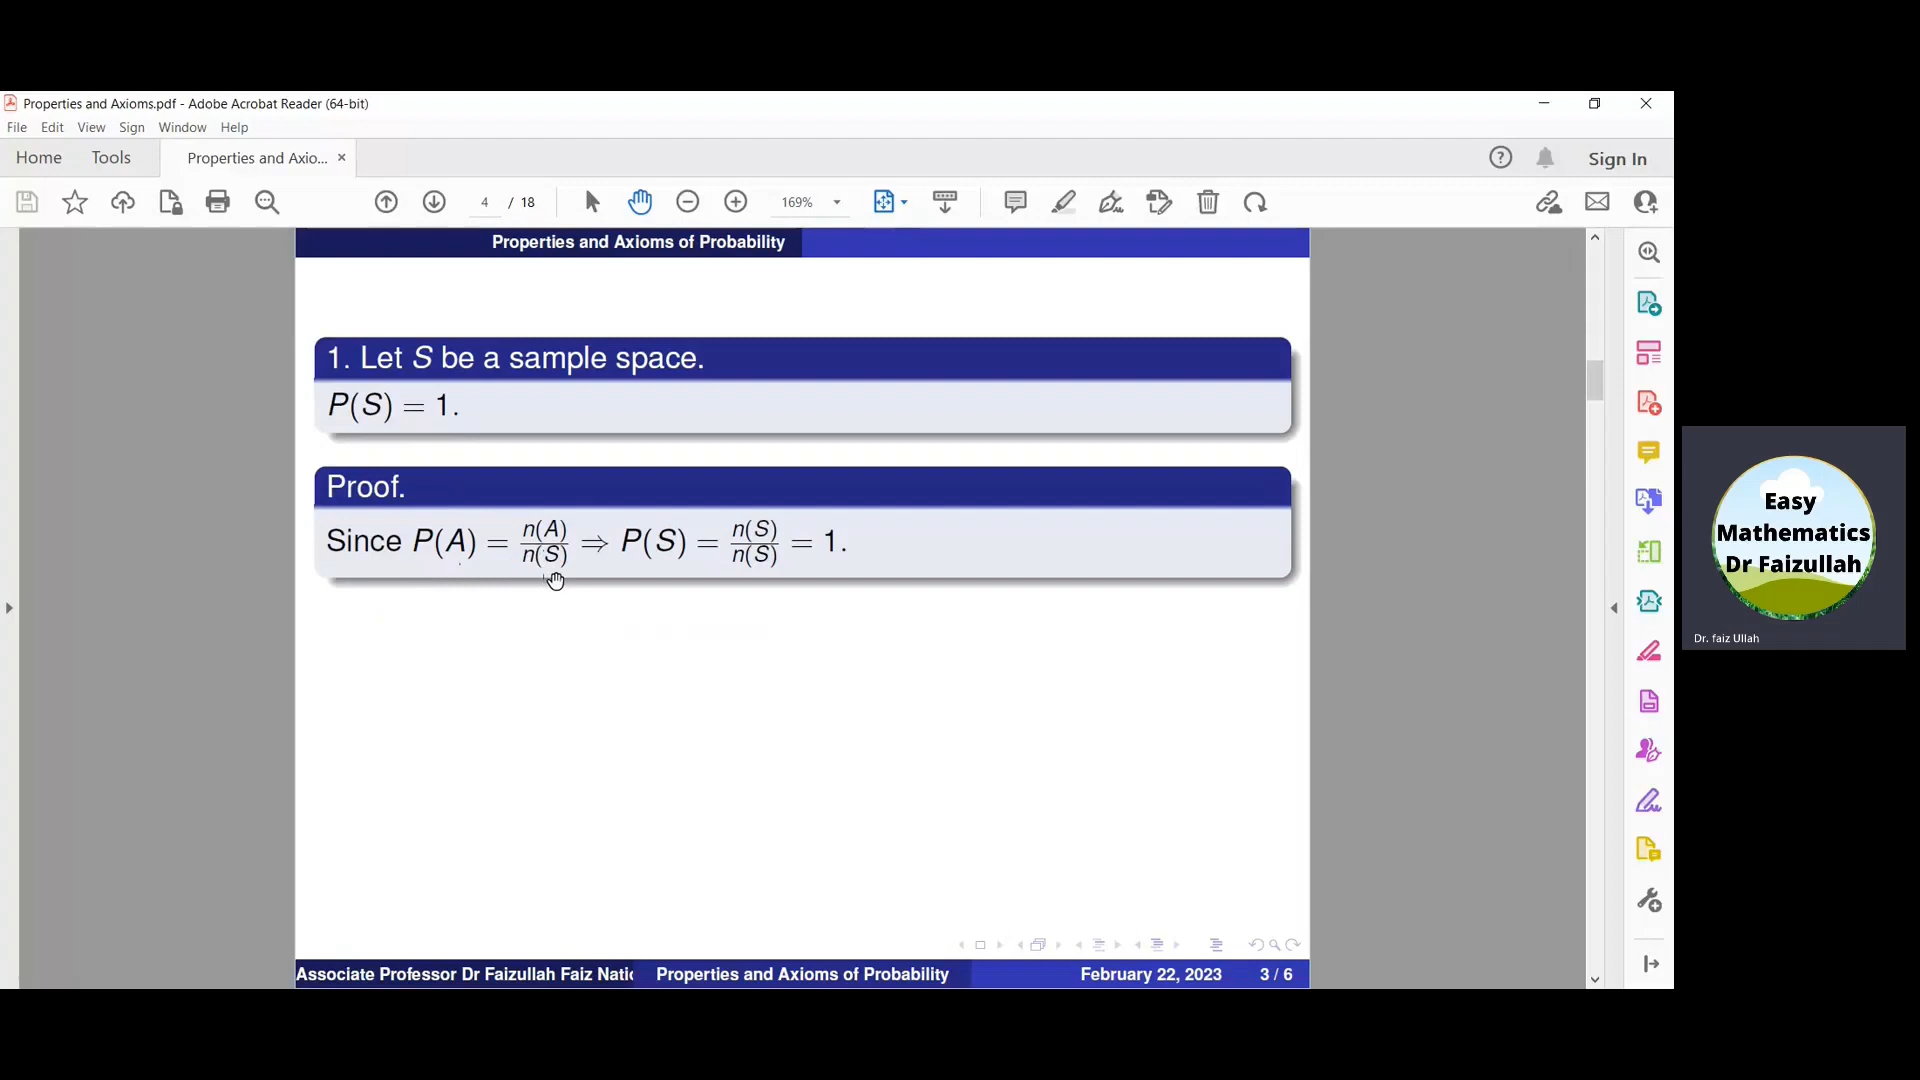 Properties and Axioms.pdf - Adobe Acrobat Reader (64-bit)
File Edit View Sign Window Help
Home Tools Properties and Axio... × Sign In
4 / 18 169%
Properties and Axioms of Probability
1. Let S be a sample space.
P(S) = 1.
Proof.
Since P(A) = n(A)/n(S) ⇒ P(S) = n(S)/n(S) = 1.
Easy
Mathematics
Dr Faizullah
Dr. faiz Ullah
Associate Professor Dr Faizullah Faiz Natic Properties and Axioms of Probability February 22, 2023 3 / 6